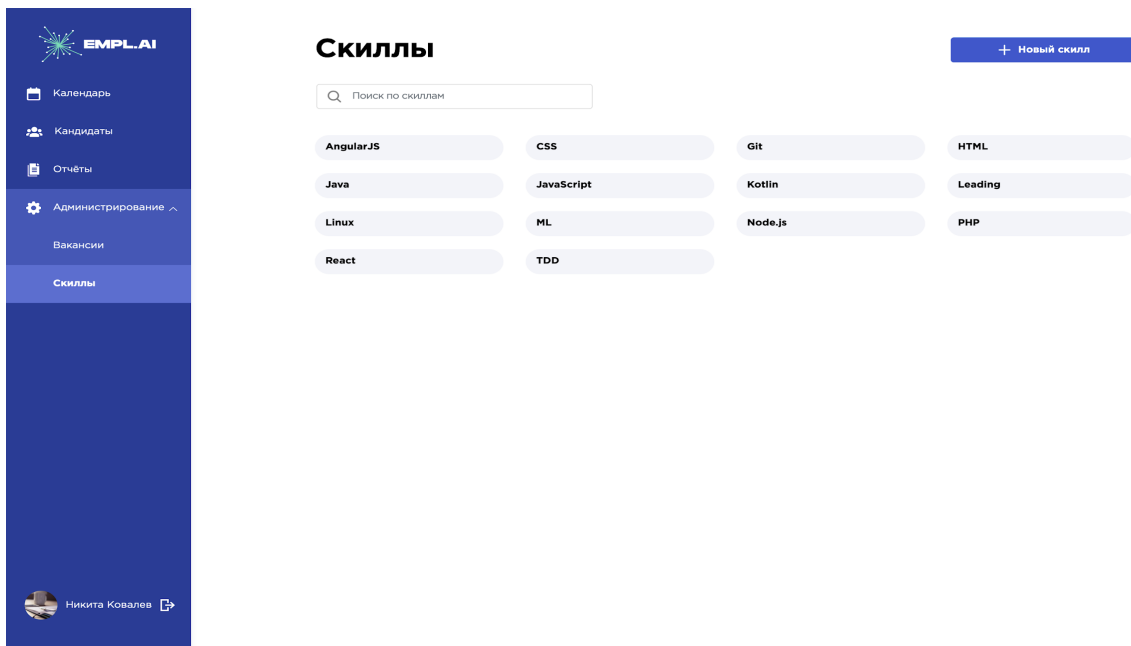 EMPL.AI
Календарь
Кандидаты
Отчёты
Администрирование
Вакансии
Скиллы
Никита Ковалев
Скиллы
Новый скилл
Поиск по скиллам
AngularJS CSS Git HTML
Java JavaScript Kotlin Leading
Linux ML Node.js PHP
React TDD